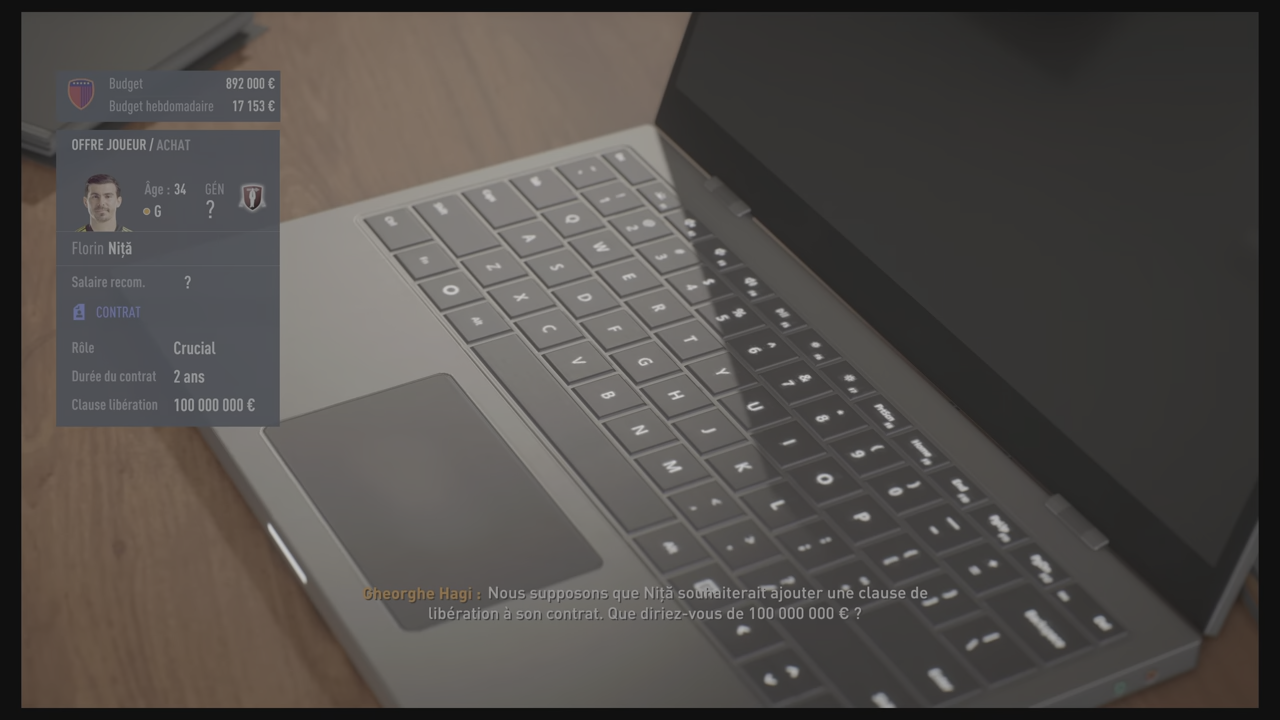 Budget 892 000 €
Budget hebdomadaire 17 153 €
OFFRE JOUEUR / ACHAT
Âge : 34 GÉN
G ?
Florin Niță
Salaire recom. ?
CONTRAT
Rôle Crucial
Durée du contrat 2 ans
Clause libération 100 000 000 €
Gheorghe Hagi : Nous supposons que Niță souhaiterait ajouter une clause de
libération à son contrat. Que diriez-vous de 100 000 000 € ?